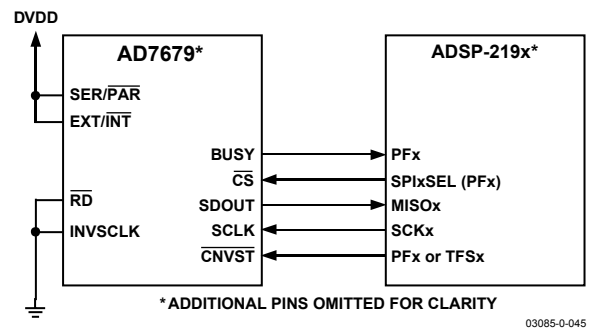 DVDD
AD7679*
ADSP-219x*
SER/PAR
EXT/INT
BUSY
PFx
CS
SPIxSEL (PFx)
RD
SDOUT
MISOx
INVSCLK
SCLK
SCKx
CNVST
PFx or TFSx
*ADDITIONAL PINS OMITTED FOR CLARITY
03085-0-045